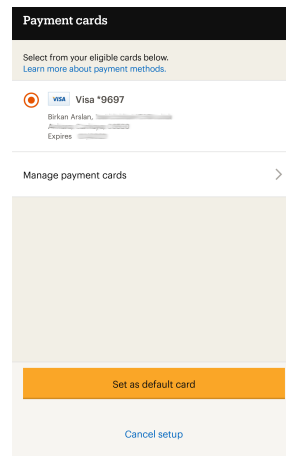 Payment cards
Select from your eligible cards below.
Learn more about payment methods.
VISA Visa *9697
Birkan Arslan,
Expires
Manage payment cards
Set as default card
Cancel setup